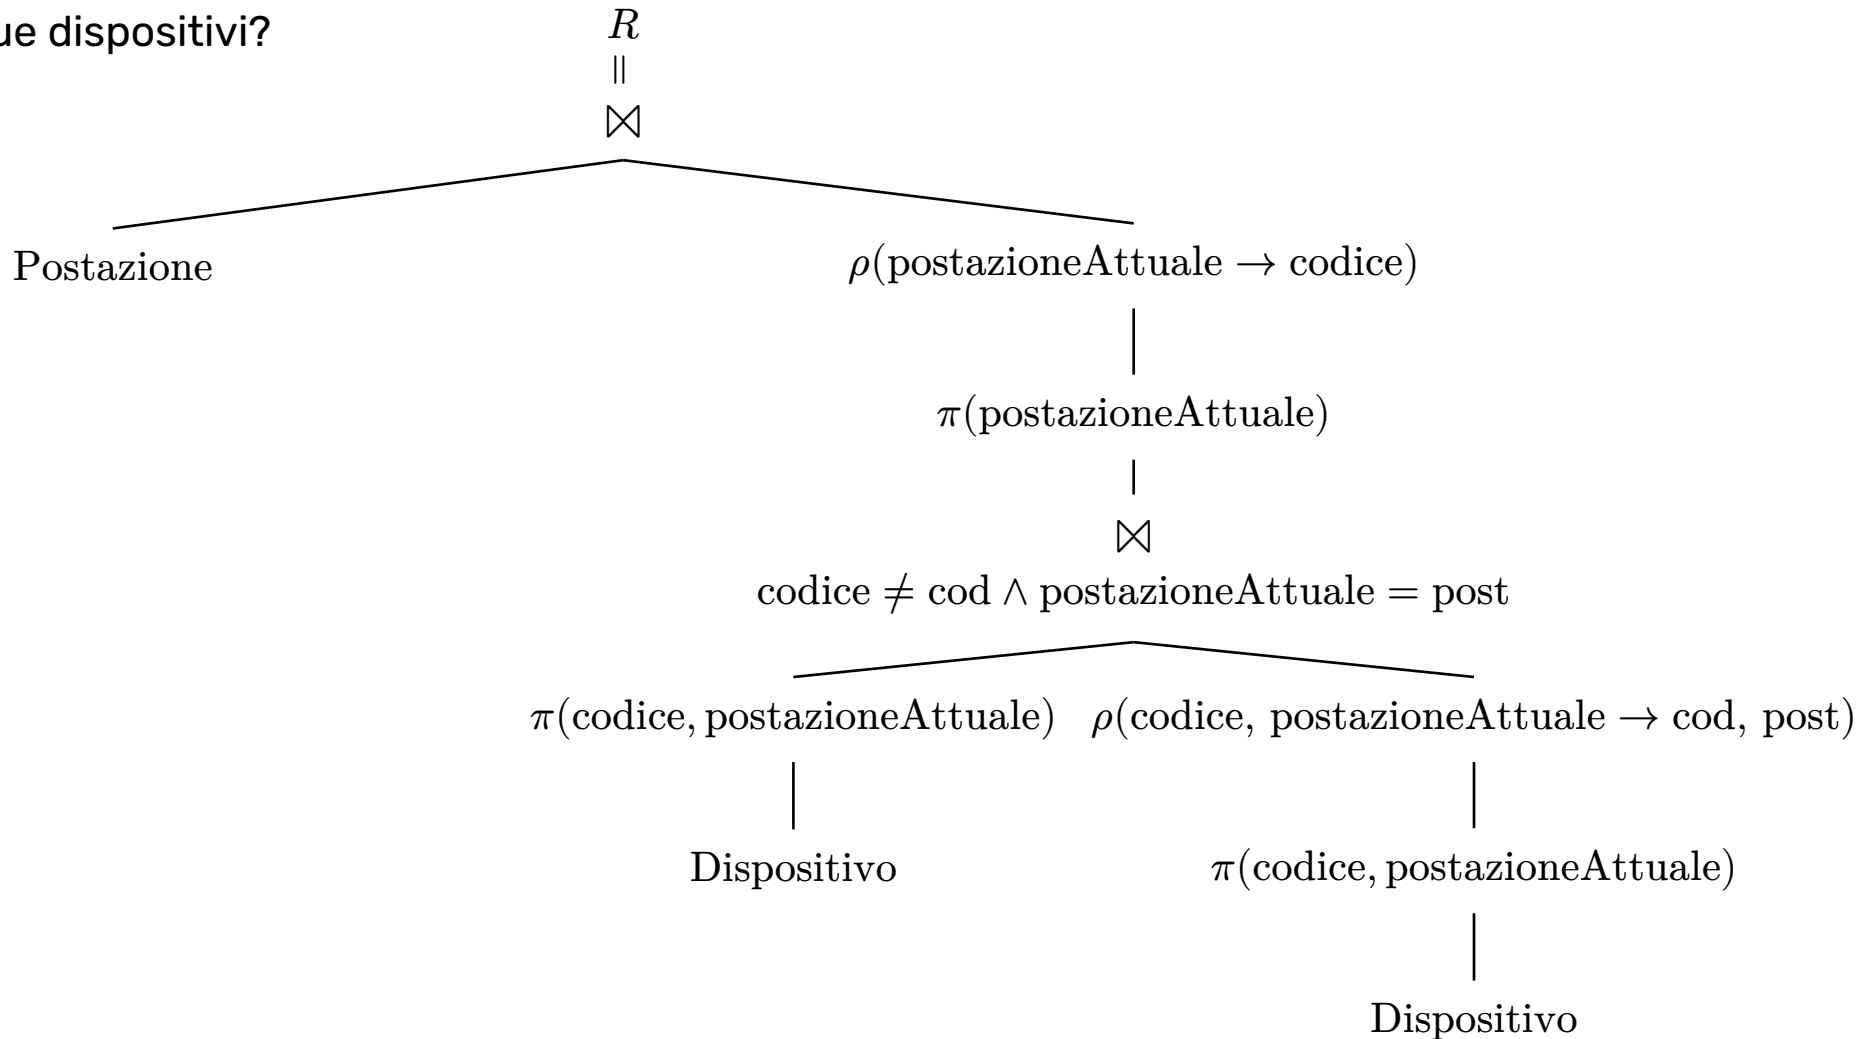 ue dispositivi?
R
=
⋈
Postazione
ρ(postazioneAttuale → codice)
π(postazioneAttuale)
⋈
codice ≠ cod ∧ postazioneAttuale = post
π(codice, postazioneAttuale) ρ(codice, postazioneAttuale → cod, post)
Dispositivo π(codice, postazioneAttuale)
Dispositivo